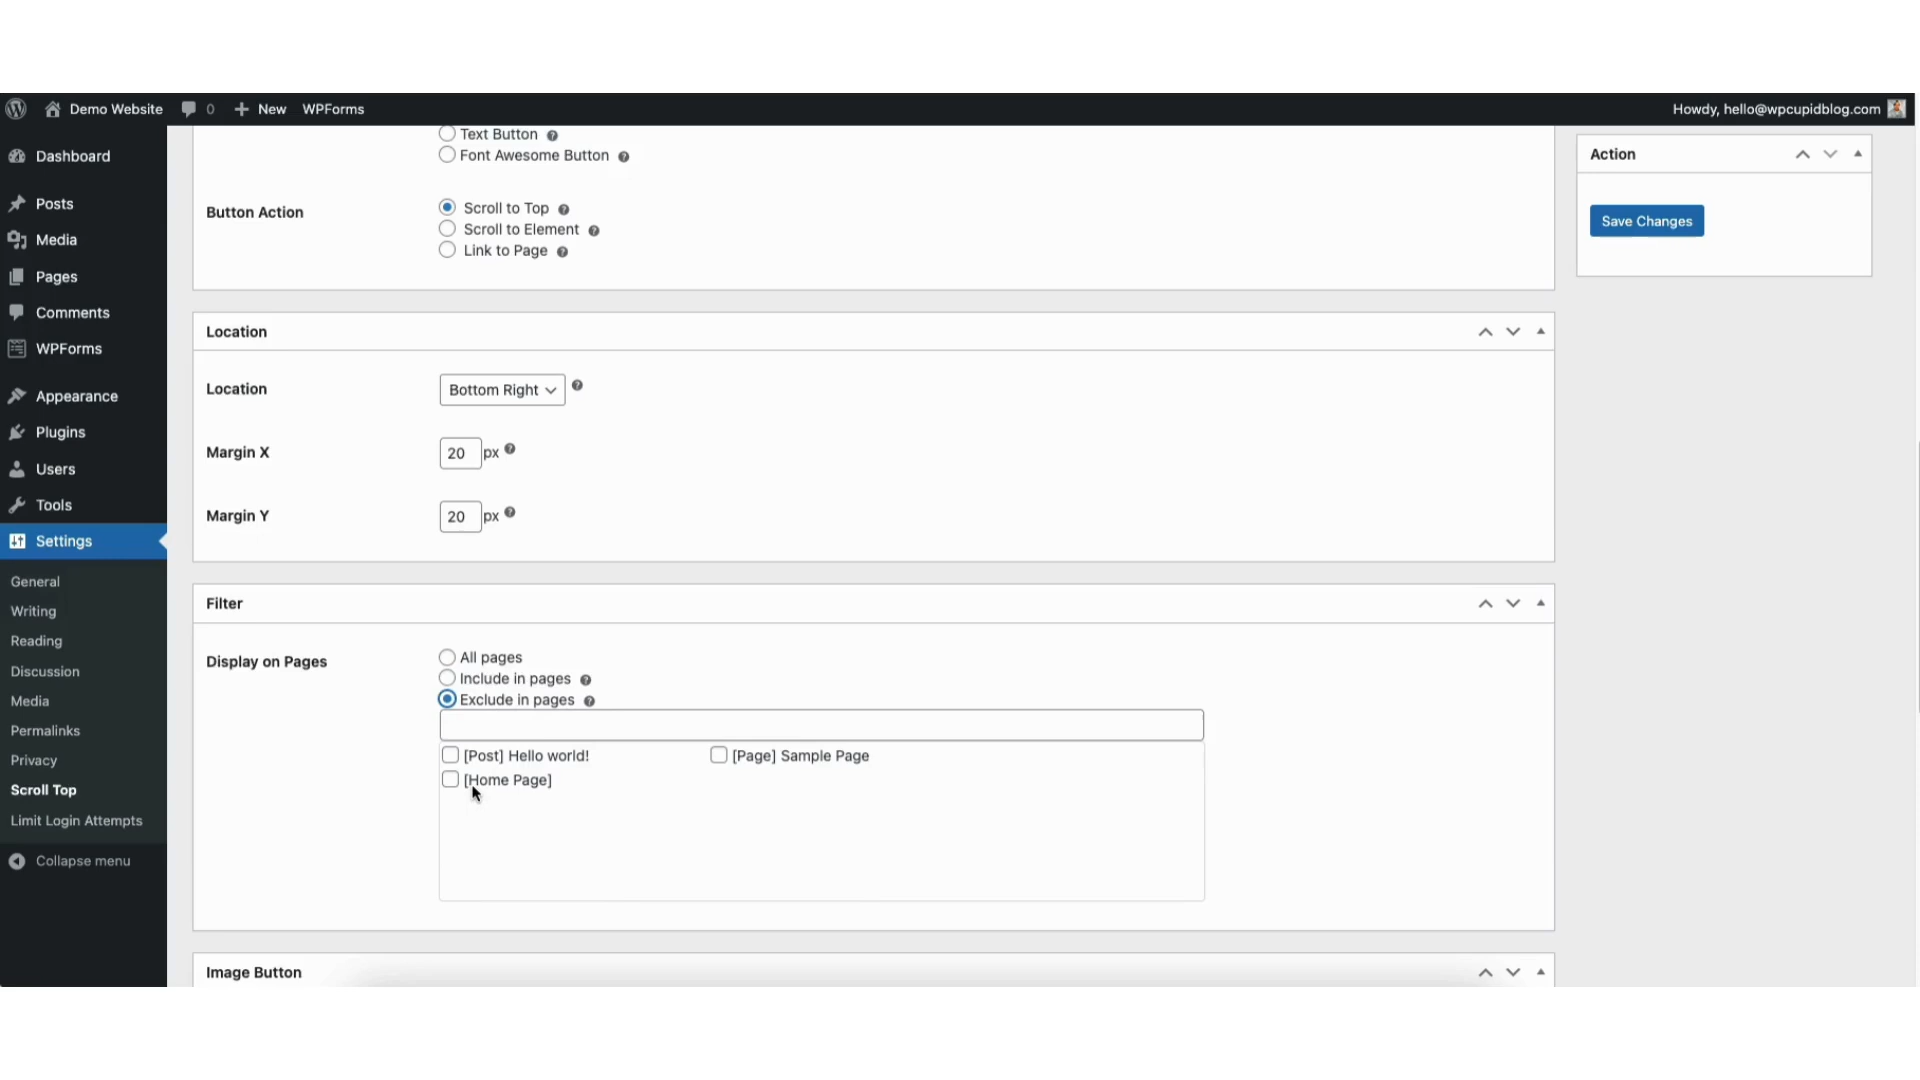 Demo Website 0 New WPForms Howdy, hello@wpcupidblog.com
Dashboard
Posts
Media
Pages
Comments
WPForms
Appearance
Plugins
Users
Tools
Settings
General
Writing
Reading
Discussion
Media
Permalinks
Privacy
Scroll Top
Limit Login Attempts
Collapse menu
Text Button
Font Awesome Button
Button Action
Scroll to Top
Scroll to Element
Link to Page
Location
Location
Bottom Right
Margin X
20 px
Margin Y
20 px
Filter
Display on Pages
All pages
Include in pages
Exclude in pages
[Post] Hello world! [Page] Sample Page
[Home Page]
Image Button
Action
Save Changes